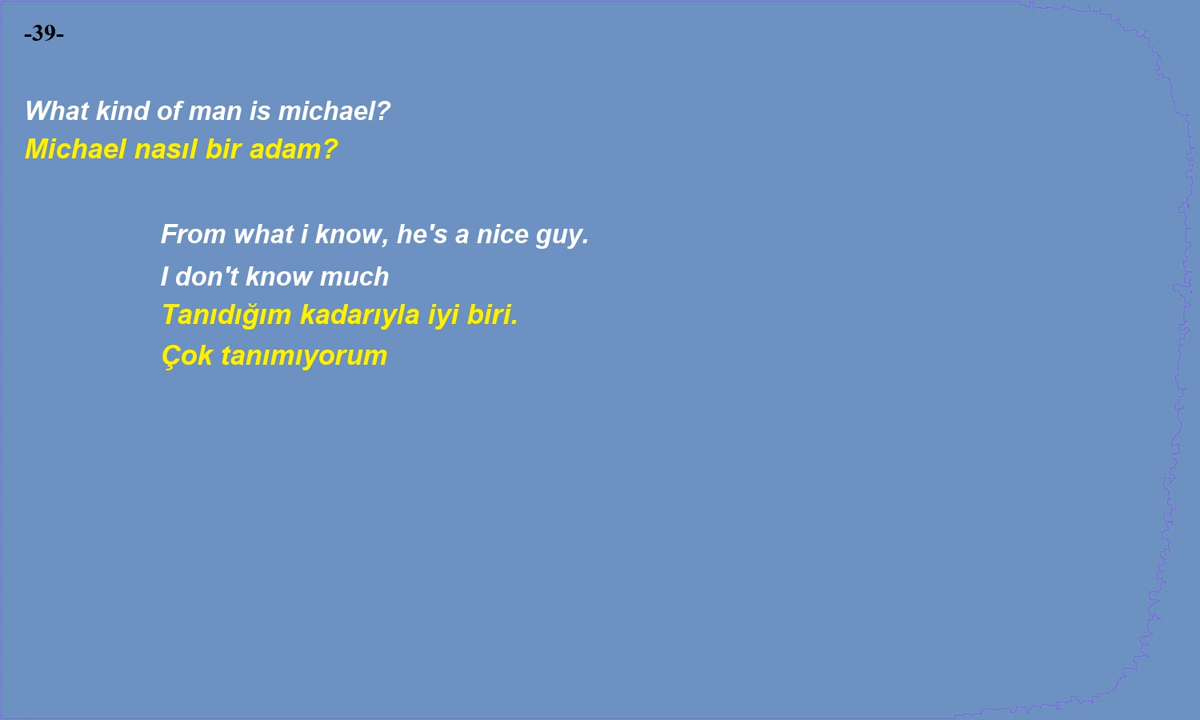 -39-
What kind of man is michael?
Michael nasıl bir adam?
From what i know, he's a nice guy.
I don't know much
Tanıdığım kadarıyla iyi biri.
Çok tanımıyorum